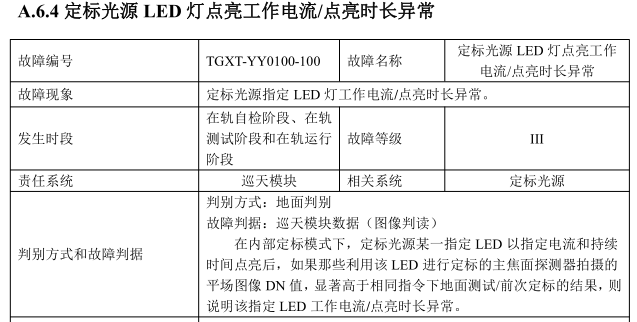 A.6.4 定标光源 LED 灯点亮工作电流/点亮时长异常
故障编号 TGXT-YY0100-100 故障名称 定标光源 LED 灯点亮工作
电流/点亮时长异常
故障现象 定标光源指定 LED 灯工作电流/点亮时长异常。
发生时段 在轨自检阶段、在轨
测试阶段和在轨运行
阶段 故障等级 III
责任系统 巡天模块 相关系统 定标光源
判别方式和故障判据 判别方式：地面判别
故障判据：巡天模块数据（图像判读）
在内部定标模式下，定标光源某一指定 LED 以指定电流和持续
时间点亮后，如果那些利用该 LED 进行定标的主焦面探测器拍摄的
平场图像 DN 值，显著高于相同指令下地面测试/前次定标的结果，则
说明该指定 LED 工作电流/点亮时长异常。